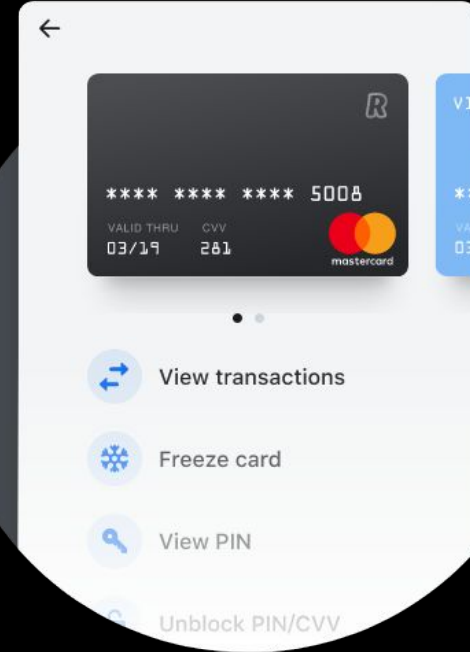 R
**** **** **** 5008
VALID THRU CVV
03/19 281
mastercard
View transactions
Freeze card
View PIN
Unblock PIN/CVV